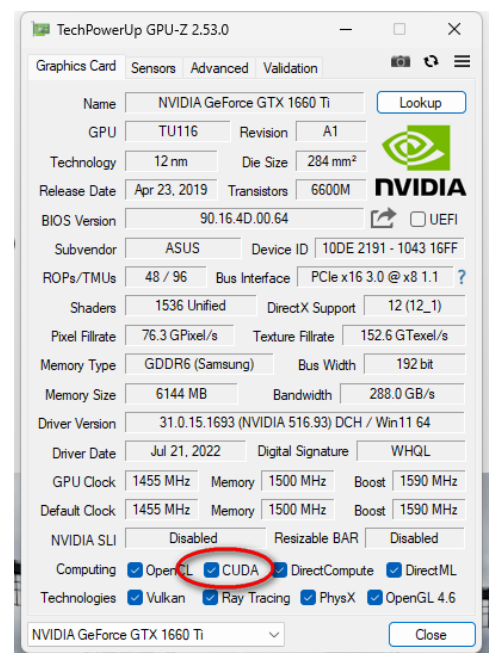 TechPowerUp GPU-Z 2.53.0
Graphics Card Sensors Advanced Validation
Name NVIDIA GeForce GTX 1660 Ti Lookup
GPU TU116 Revision A1
Technology 12 nm Die Size 284 mm²
Release Date Apr 23, 2019 Transistors 6600M NVIDIA
BIOS Version 90.16.4D.00.64 UEFI
Subvendor ASUS Device ID 10DE 2191 - 1043 16FF
ROPs/TMUs 48 / 96 Bus Interface PCIe x16 3.0 @ x8 1.1 ?
Shaders 1536 Unified DirectX Support 12 (12_1)
Pixel Fillrate 76.3 GPixel/s Texture Fillrate 152.6 GTexel/s
Memory Type GDDR6 (Samsung) Bus Width 192 bit
Memory Size 6144 MB Bandwidth 288.0 GB/s
Driver Version 31.0.15.1693 (NVIDIA 516.93) DCH / Win11 64
Driver Date Jul 21, 2022 Digital Signature WHQL
GPU Clock 1455 MHz Memory 1500 MHz Boost 1590 MHz
Default Clock 1455 MHz Memory 1500 MHz Boost 1590 MHz
NVIDIA SLI Disabled Resizable BAR Disabled
Computing OpenCL CUDA DirectCompute DirectML
Technologies Vulkan Ray Tracing PhysX OpenGL 4.6
NVIDIA GeForce GTX 1660 Ti Close